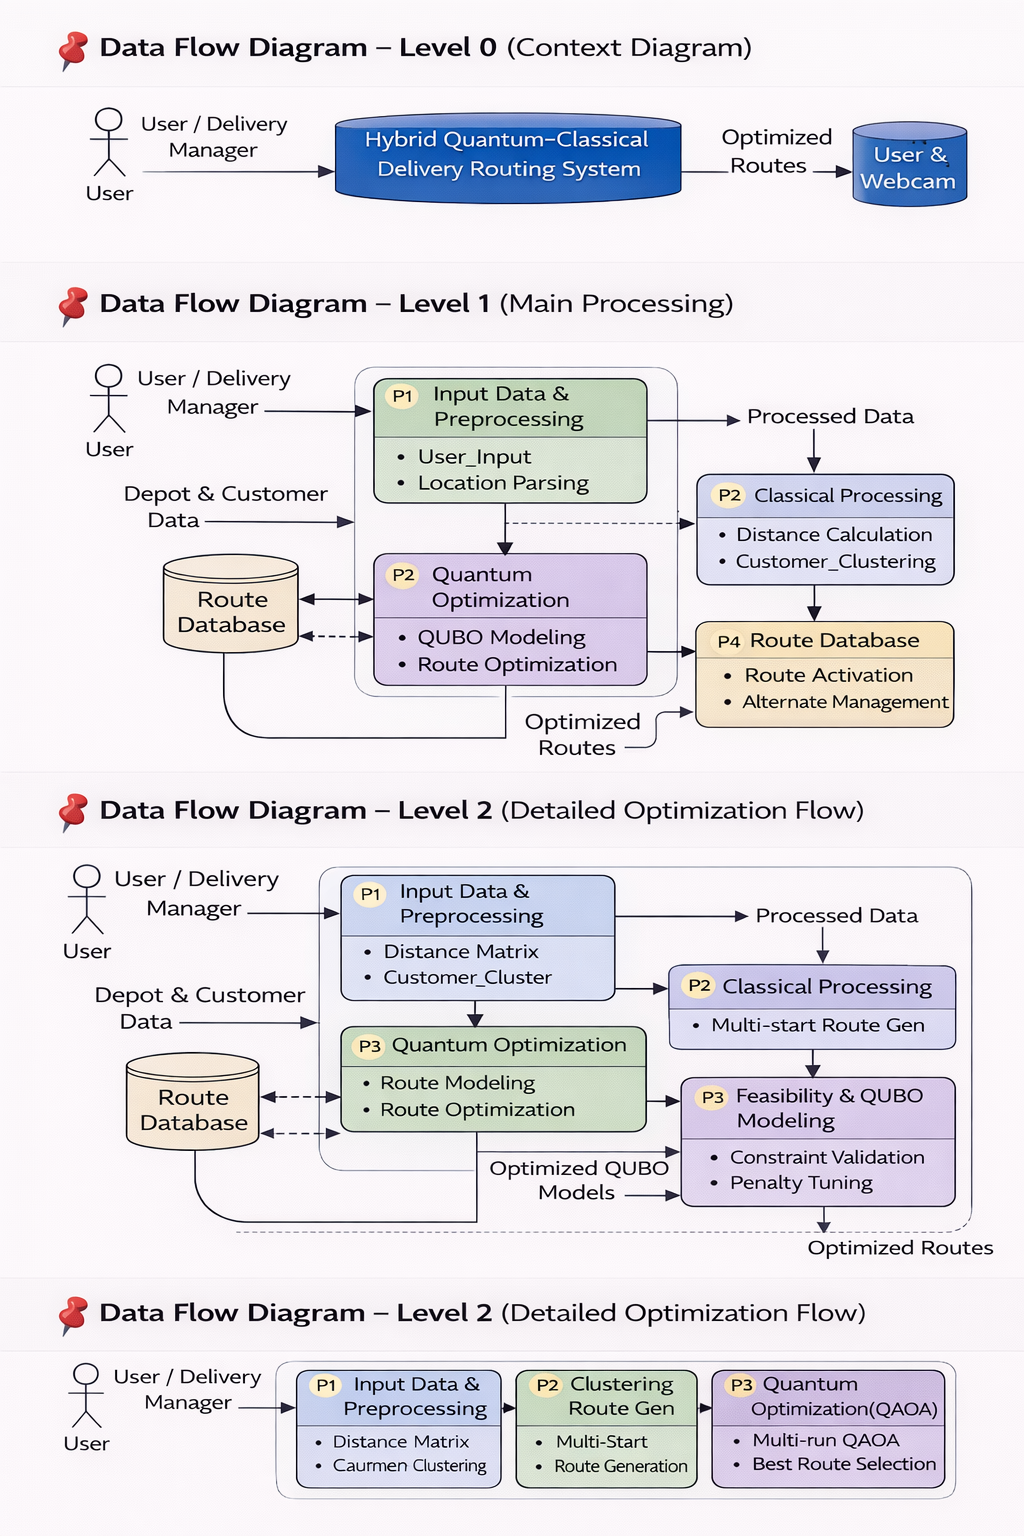 Data Flow Diagram – Level 0 (Context Diagram)
User / Delivery
Manager
User
Hybrid Quantum–Classical
Delivery Routing System
Optimized
Routes
User &
Webcam
Data Flow Diagram – Level 1 (Main Processing)
User / Delivery
Manager
User
P1 Input Data &
Preprocessing
• User_Input
• Location Parsing
Processed Data
Depot & Customer
Data
P2 Classical Processing
• Distance Calculation
• Customer_Clustering
Route
Database
P2 Quantum
Optimization
• QUBO Modeling
• Route Optimization
P4 Route Database
• Route Activation
• Alternate Management
Optimized
Routes
Data Flow Diagram – Level 2 (Detailed Optimization Flow)
User / Delivery
Manager
User
P1 Input Data &
Preprocessing
• Distance Matrix
• Customer_Cluster
Processed Data
Depot & Customer
Data
P2 Classical Processing
• Multi-start Route Gen
Route
Database
P3 Quantum Optimization
• Route Modeling
• Route Optimization
P3 Feasibility & QUBO
Modeling
• Constraint Validation
• Penalty Tuning
Optimized QUBO
Models
Optimized Routes
Data Flow Diagram – Level 2 (Detailed Optimization Flow)
User / Delivery
Manager
User
P1 Input Data &
Preprocessing
• Distance Matrix
• Caurmen Clustering
P2 Clustering
Route Gen
• Multi-Start
Route Generation
P3 Quantum
Optimization(QAOA)
• Multi-run QAOA
• Best Route Selection